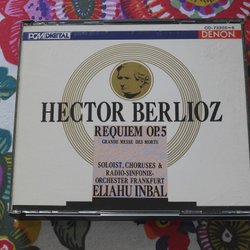 PCM DIGITAL
DENON
HECTOR BERLIOZ
REQUIEM OP.5
GRANDE MESSE DES MORTS
SOLOIST, CHORUSES &
RADIO-SINFONIE-
ORCHESTER FRANKFURT
ELIAHU INBAL